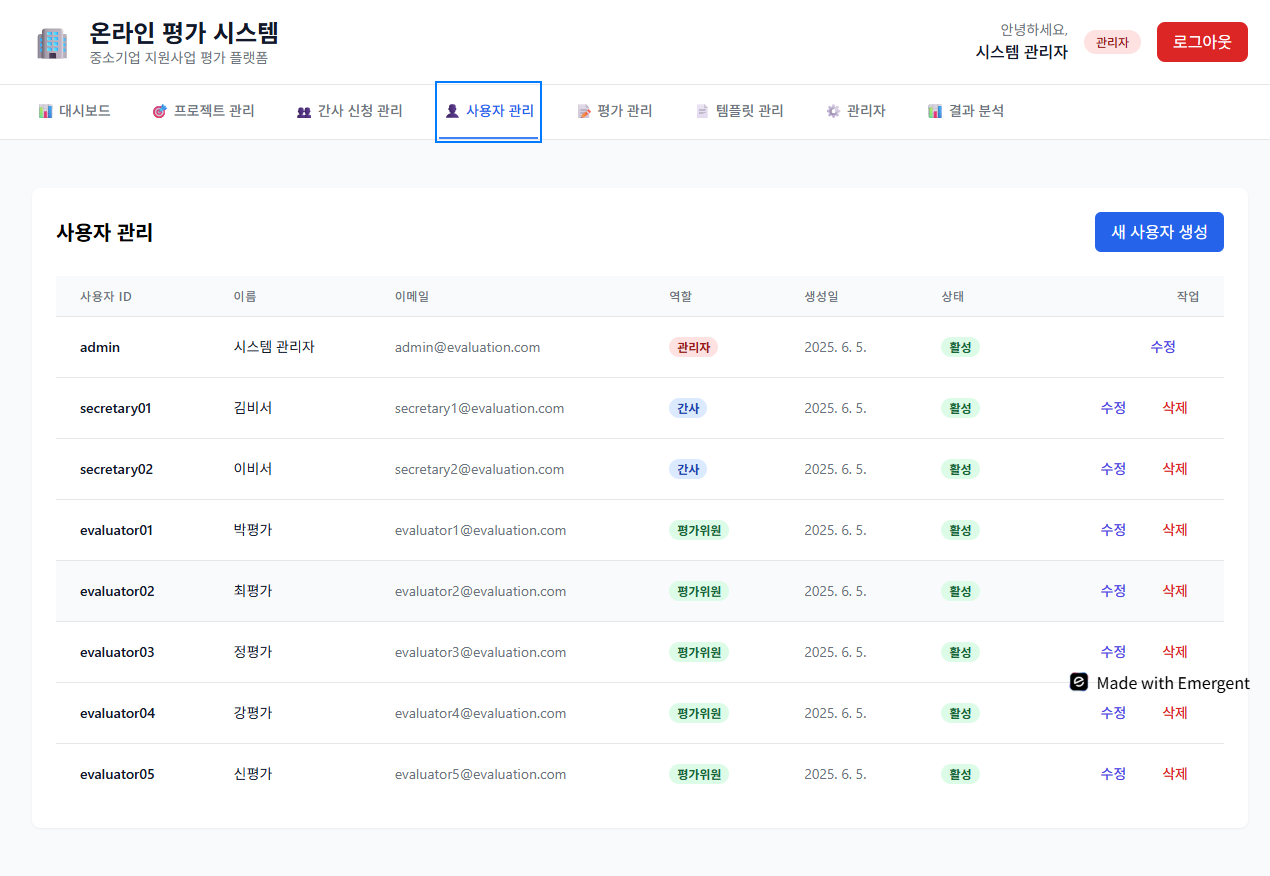 온라인 평가 시스템
중소기업 지원사업 평가 플랫폼
안녕하세요,
시스템 관리자
관리자
로그아웃
대시보드 프로젝트 관리 간사 신청 관리 사용자 관리 평가 관리 템플릿 관리 관리자 결과 분석
사용자 관리
새 사용자 생성
사용자 ID 이름 이메일 역할 생성일 상태 작업
admin 시스템 관리자 admin@evaluation.com 관리자 2025. 6. 5. 활성 수정
secretary01 김비서 secretary1@evaluation.com 간사 2025. 6. 5. 활성 수정 삭제
secretary02 이비서 secretary2@evaluation.com 간사 2025. 6. 5. 활성 수정 삭제
evaluator01 박평가 evaluator1@evaluation.com 평가위원 2025. 6. 5. 활성 수정 삭제
evaluator02 최평가 evaluator2@evaluation.com 평가위원 2025. 6. 5. 활성 수정 삭제
evaluator03 정평가 evaluator3@evaluation.com 평가위원 2025. 6. 5. 활성 수정 삭제
Made with Emergent
evaluator04 강평가 evaluator4@evaluation.com 평가위원 2025. 6. 5. 활성 수정 삭제
evaluator05 신평가 evaluator5@evaluation.com 평가위원 2025. 6. 5. 활성 수정 삭제